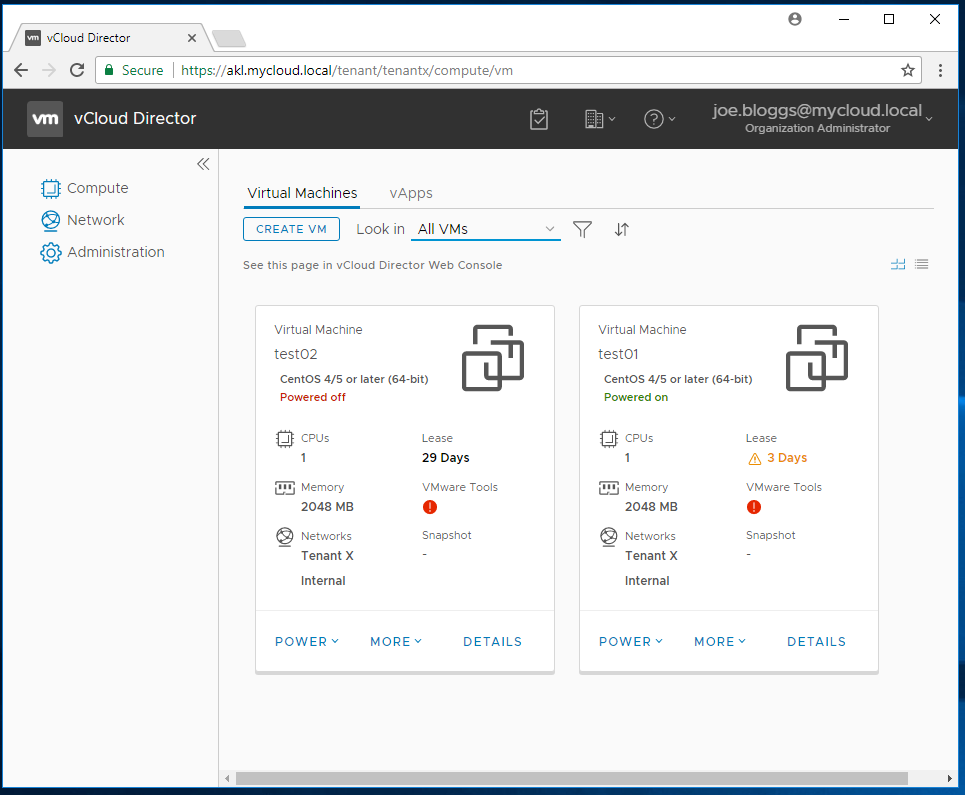 vm vCloud Director
Secure https://akl.mycloud.local/tenant/tenantx/compute/vm
vm vCloud Director
joe.bloggs@mycloud.local
Organization Administrator
Compute
Network
Administration
Virtual Machines vApps
CREATE VM Look in All VMs
See this page in vCloud Director Web Console
Virtual Machine
test02
CentOS 4/5 or later (64-bit)
Powered off
CPUs Lease
1 29 Days
Memory VMware Tools
2048 MB
Networks Snapshot
Tenant X -
Internal
POWER MORE DETAILS
Virtual Machine
test01
CentOS 4/5 or later (64-bit)
Powered on
CPUs Lease
1 3 Days
Memory VMware Tools
2048 MB
Networks Snapshot
Tenant X -
Internal
POWER MORE DETAILS